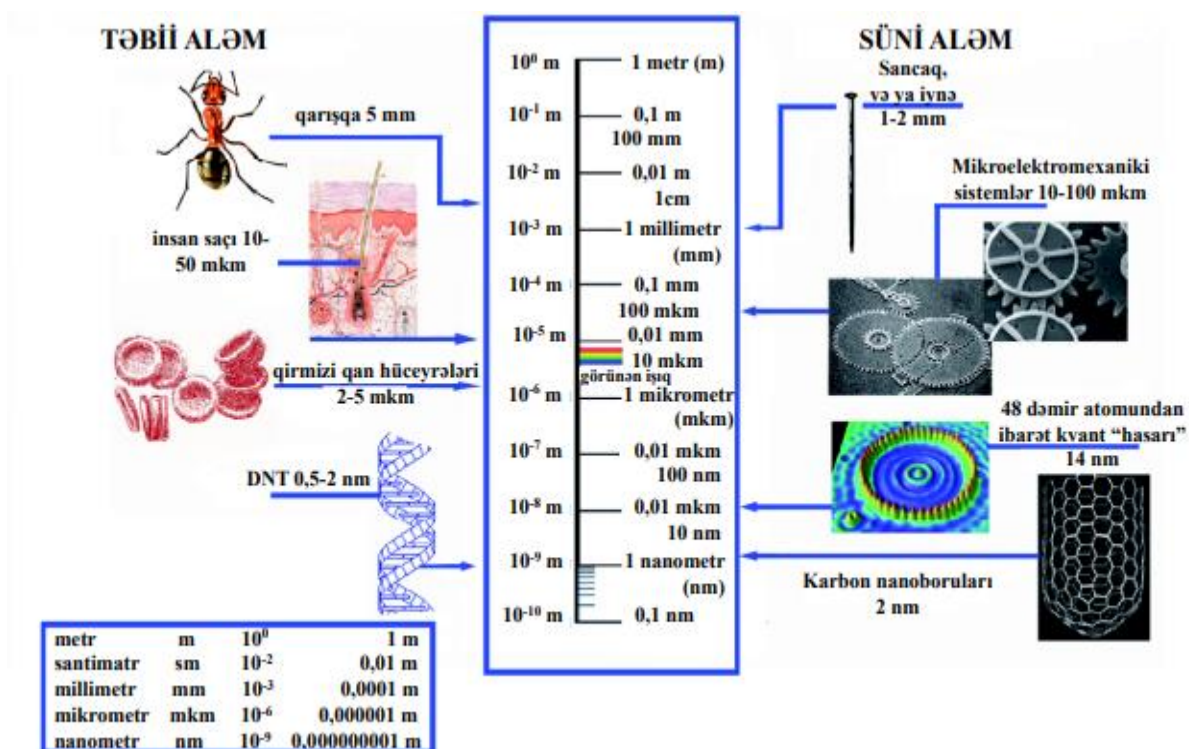 TƏBİİ ALƏM
qarışqa 5 mm
insan saçı 10-
50 mkm
qirmizi qan hüceyrələri
2-5 mkm
DNT 0,5-2 nm
10⁰ m 1 metr (m)
10⁻¹ m 0,1 m
100 mm
10⁻² m 0,01 m
1cm
10⁻³ m 1 millimetr
(mm)
10⁻⁴ m 0,1 mm
100 mkm
10⁻⁵ m 0,01 mm
10 mkm
görünən işıq
10⁻⁶ m 1 mikrometr
(mkm)
10⁻⁷ m 0,01 mkm
100 nm
10⁻⁸ m 0,01 mkm
10 nm
10⁻⁹ m 1 nanometr
(nm)
10⁻¹⁰ m 0,1 nm
SÜNİ ALƏM
Sancaq,
və ya iynə
1-2 mm
Mikroelektromexaniki
sistemlər 10-100 mkm
48 dəmir atomundan
ibarət kvant “hasarı”
14 nm
Karbon nanoboruları
2 nm
metr m 10⁰ 1 m
santimatr sm 10⁻² 0,01 m
millimetr mm 10⁻³ 0,0001 m
mikrometr mkm 10⁻⁶ 0,000001 m
nanometr nm 10⁻⁹ 0,000000001 m